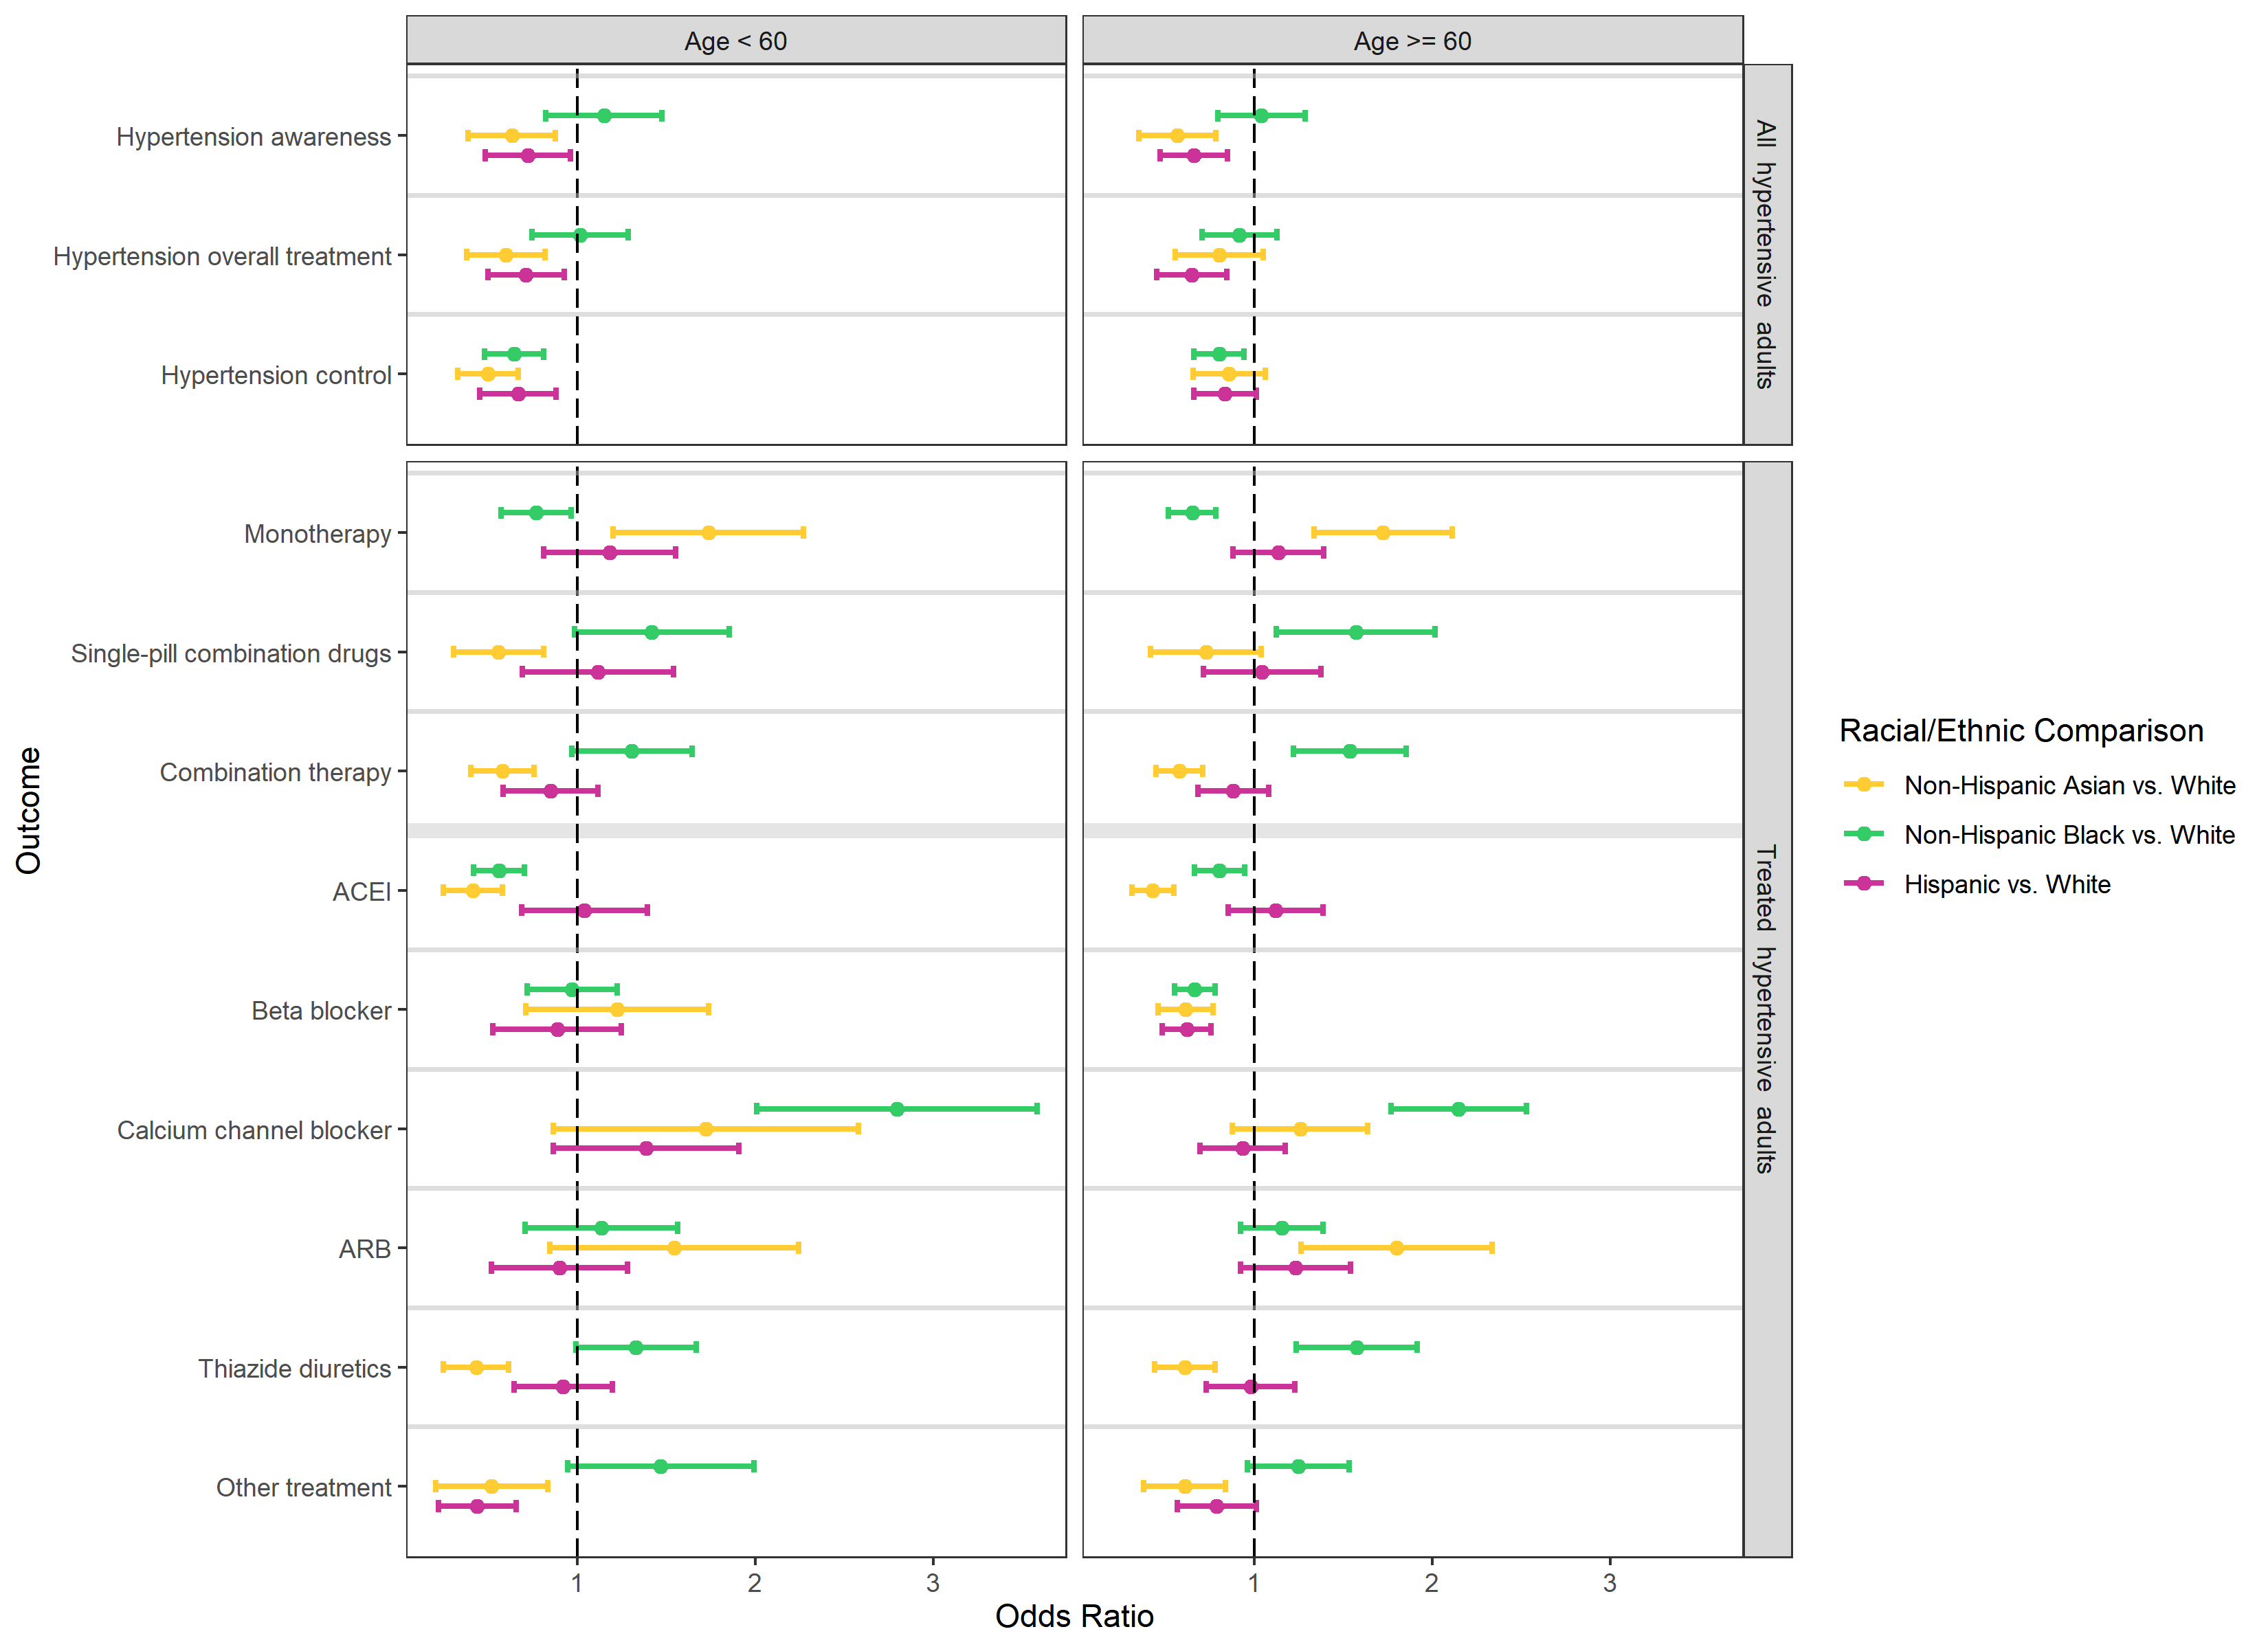 Age < 60
Age >= 60
Hypertension awareness
Hypertension overall treatment
Hypertension control
All hypertensive adults
Monotherapy
Single-pill combination drugs
Combination therapy
ACEI
Beta blocker
Calcium channel blocker
ARB
Thiazide diuretics
Other treatment
Treated hypertensive adults
Outcome
1 2 3
1 2 3
Odds Ratio
Racial/Ethnic Comparison
Non-Hispanic Asian vs. White
Non-Hispanic Black vs. White
Hispanic vs. White